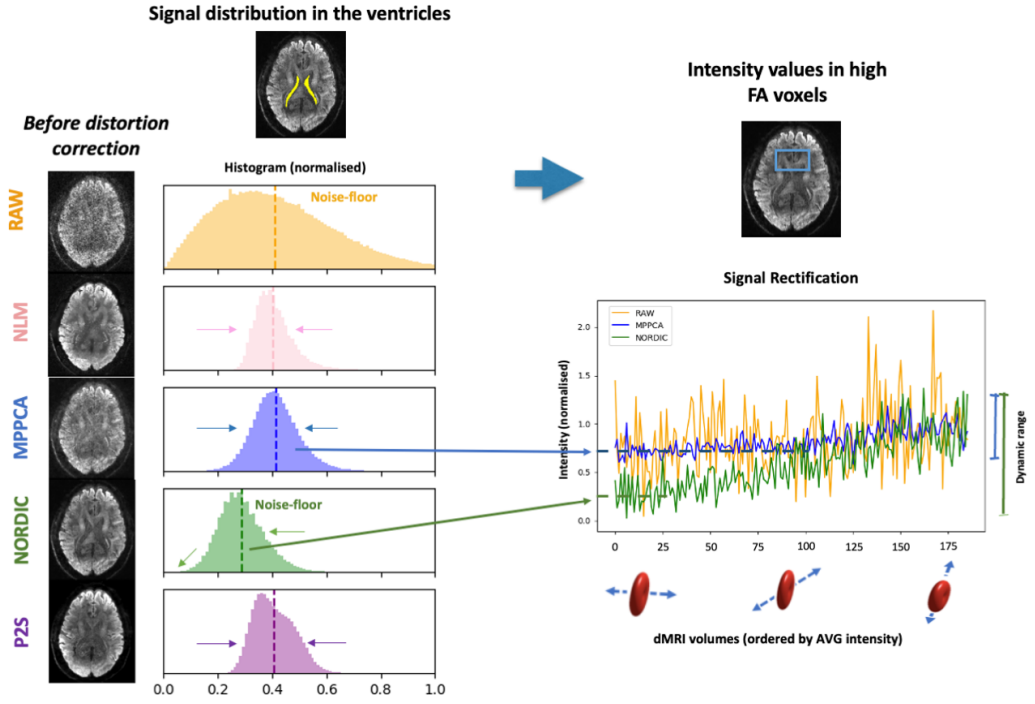 Signal distribution in the ventricles
Before distortion
correction
Histogram (normalised)
RAW
Noise-floor
NLM
MPPCA
NORDIC
Noise-floor
P2S
0.0 0.2 0.4 0.6 0.8 1.0
Intensity values in high
FA voxels
Signal Rectification
RAW
MPPCA
NORDIC
Intensity (normalised)
2.0
1.5
1.0
0.5
0.0
0 25 50 75 100 125 150 175
Dynamic range
dMRI volumes (ordered by AVG intensity)